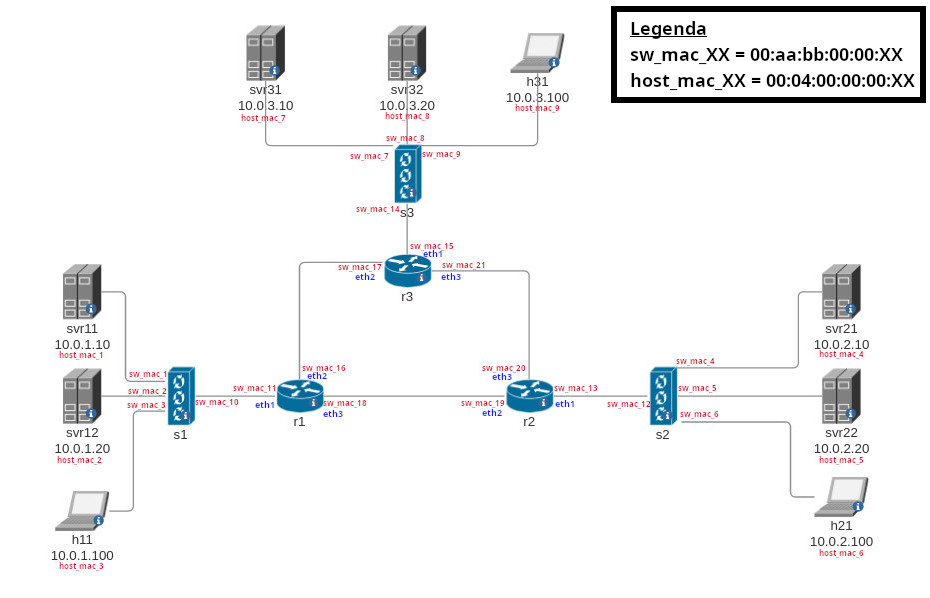 Legenda
sw_mac_XX = 00:aa:bb:00:00:XX
host_mac_XX = 00:04:00:00:00:XX
svr31
10.0.3.10
host_mac_7
svr32
10.0.3.20
host_mac_8
h31
10.0.3.100
host_mac_9
sw_mac_8
sw_mac_7
sw_mac_9
sw_mac_14
s3
sw_mac_15
eth1
sw_mac_17
eth2
sw_mac_21
eth3
r3
svr11
10.0.1.10
host_mac_1
svr12
10.0.1.20
host_mac_2
h11
10.0.1.100
host_mac_3
sw_mac_1
sw_mac_2
sw_mac_3
sw_mac_10
s1
sw_mac_11
eth1
sw_mac_16
eth2
sw_mac_18
eth3
r1
sw_mac_20
eth3
sw_mac_19
eth2
sw_mac_13
eth1
r2
sw_mac_12
sw_mac_4
sw_mac_5
sw_mac_6
s2
svr21
10.0.2.10
host_mac_4
svr22
10.0.2.20
host_mac_5
h21
10.0.2.100
host_mac_6